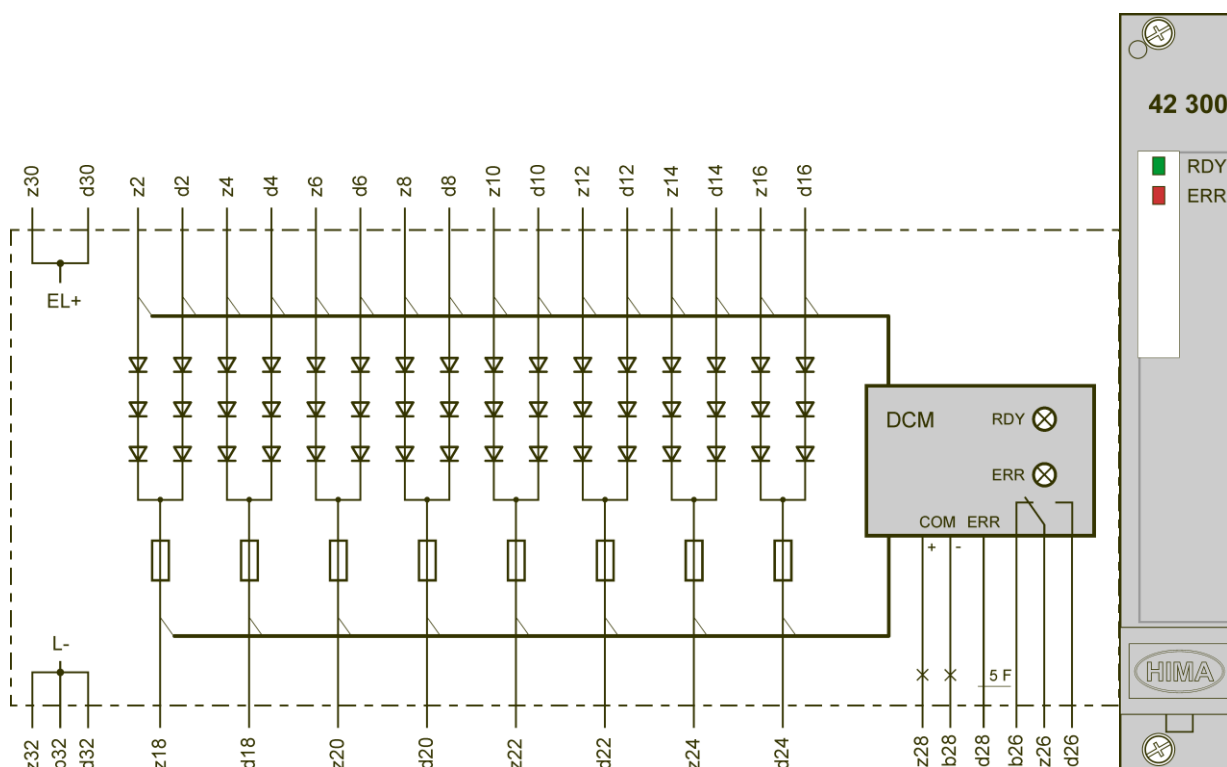 42 300
RDY
ERR
z30 d30 z2 d2 z4 d4 z6 d6 z8 d8 z10 d10 z12 d12 z14 d14 z16 d16
EL+
DCM RDY
ERR
COM ERR
+ -
L-
5 F
HIMA
z32 b32 d32 z18 d18 z20 d20 z22 d22 z24 d24 z28 b28 d28 b26 z26 d26